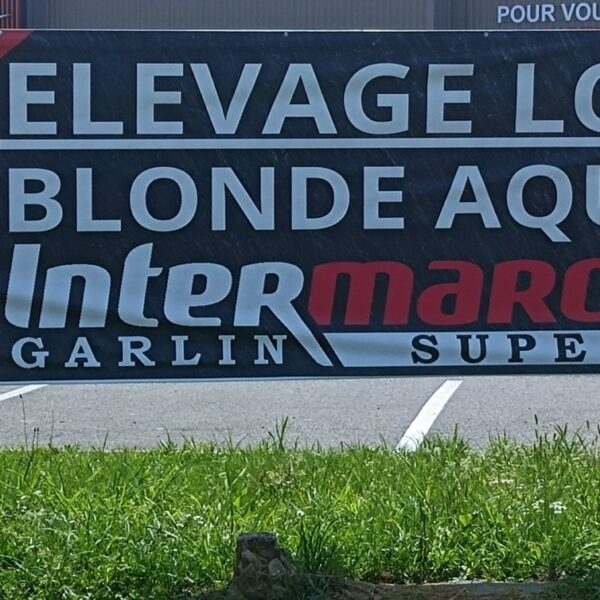 POUR VOU
ELEVAGE LO
BLONDE AQU
InterMARC
GARLIN SUPE